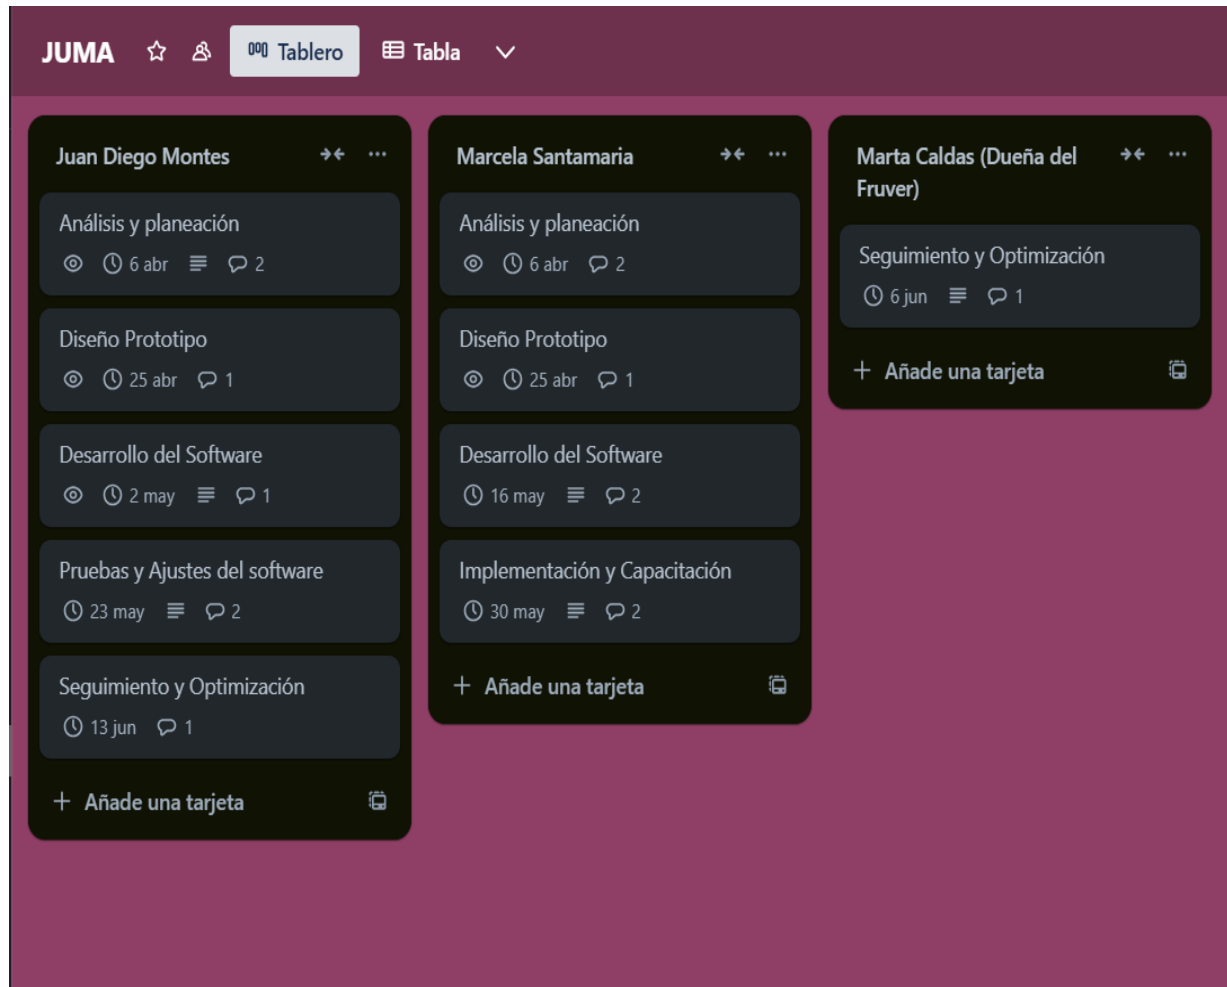 JUMA Tablero Tabla
Juan Diego Montes
Análisis y planeación
6 abr 2
Diseño Prototipo
25 abr 1
Desarrollo del Software
2 may 1
Pruebas y Ajustes del software
23 may 2
Seguimiento y Optimización
13 jun 1
+ Añade una tarjeta
Marcela Santamaria
Análisis y planeación
6 abr 2
Diseño Prototipo
25 abr 1
Desarrollo del Software
16 may 2
Implementación y Capacitación
30 may 2
+ Añade una tarjeta
Marta Caldas (Dueña del
Fruver)
Seguimiento y Optimización
6 jun 1
+ Añade una tarjeta